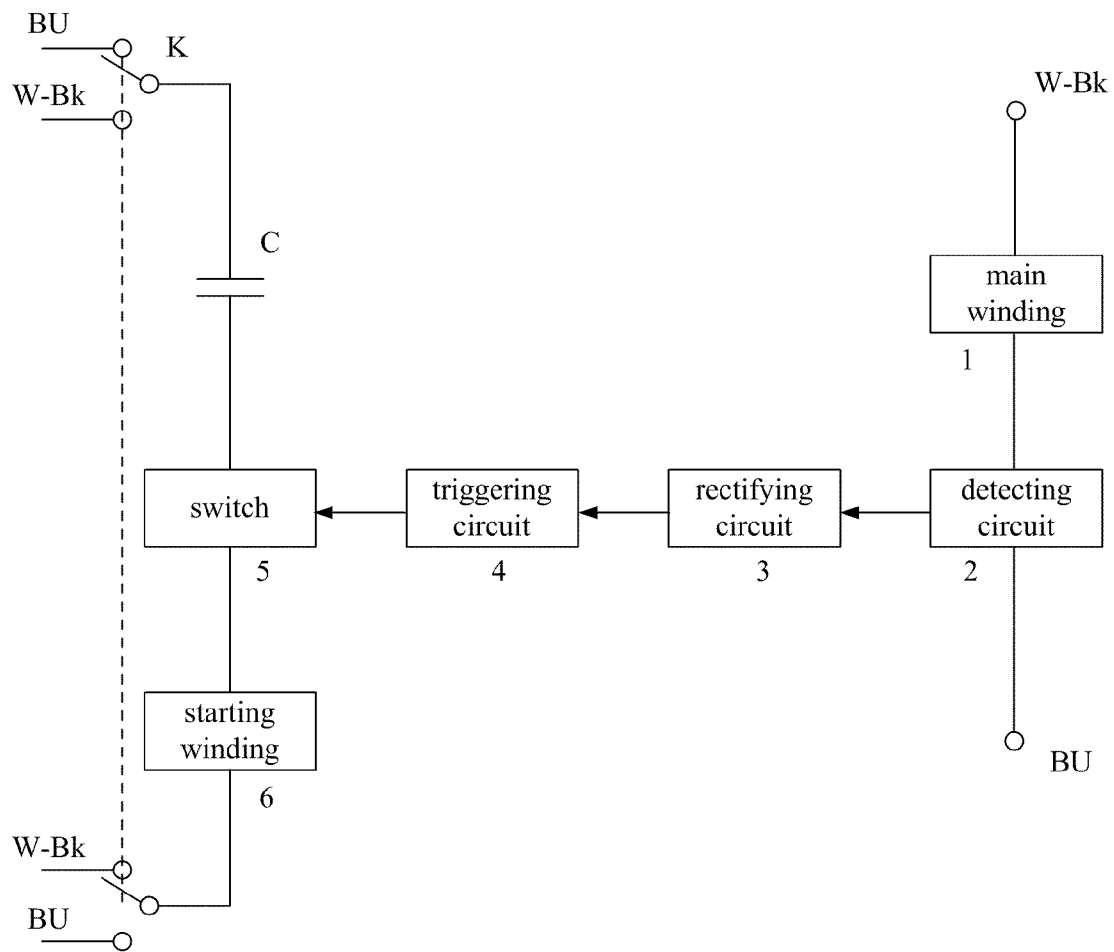 BU
K
W-Bk
W-Bk
C
main
winding
1
switch
triggering
circuit
rectifying
circuit
detecting
circuit
5
4
3
2
starting
winding
6
BU
W-Bk
BU